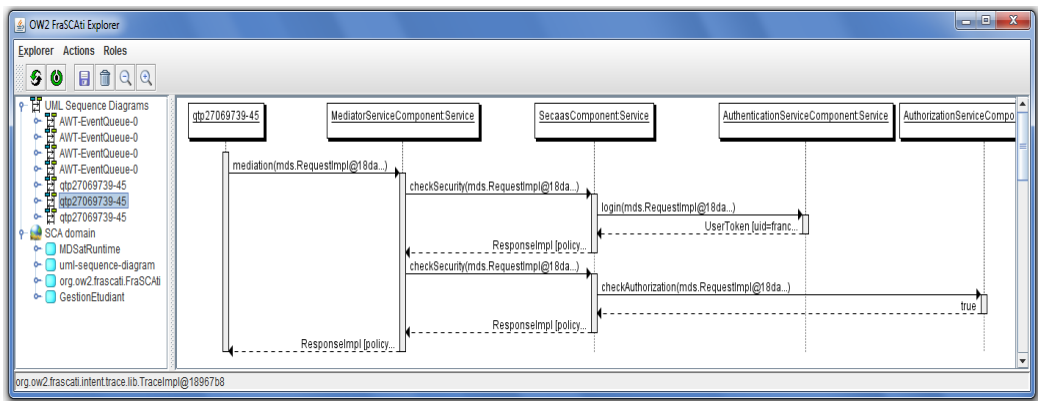 OW2 FraSCAti Explorer
Explorer Actions Roles
UML Sequence Diagrams
AWT-EventQueue-0
AWT-EventQueue-0
AWT-EventQueue-0
AWT-EventQueue-0
qtp27069739-45
qtp27069739-45
qtp27069739-45
SCA domain
MDSatRuntime
uml-sequence-diagram
org.ow2.frascati.FraSCAti
GestionEtudiant
qtp27069739-45
MediatorServiceComponent:Service
SecaasComponent:Service
AuthenticationServiceComponent:Service
AuthorizationServiceCompo
mediation(mds.RequestImpl@18da...)
checkSecurity(mds.RequestImpl@18da...)
login(mds.RequestImpl@18da...)
UserToken [uid=franc...
ResponseImpl [policy...
checkSecurity(mds.RequestImpl@18da...)
checkAuthorization(mds.RequestImpl@18da...)
true
ResponseImpl [policy...
ResponseImpl [policy...
org.ow2.frascati.intent.trace.lib.TraceImpl@18967b8